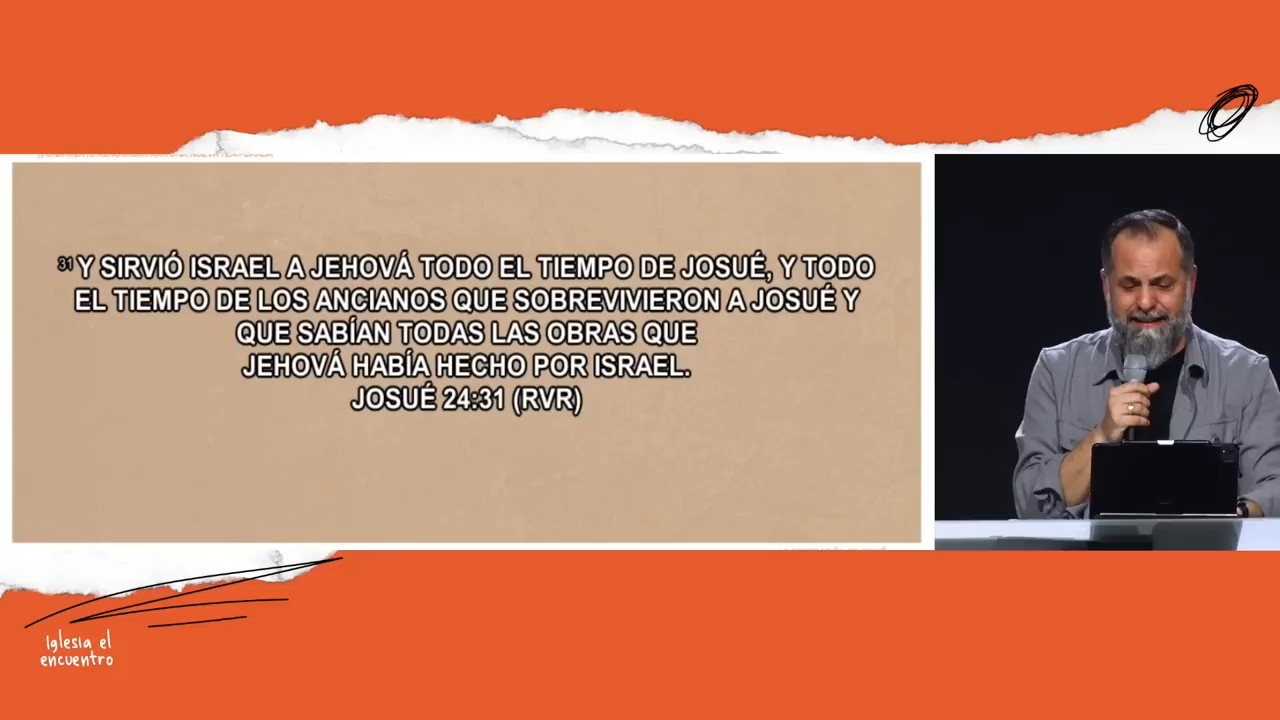 31 Y SIRVIÓ ISRAEL A JEHOVÁ TODO EL TIEMPO DE JOSUÉ, Y TODO
EL TIEMPO DE LOS ANCIANOS QUE SOBREVIVIERON A JOSUÉ Y
QUE SABÍAN TODAS LAS OBRAS QUE
JEHOVÁ HABÍA HECHO POR ISRAEL.
JOSUÉ 24:31 (RVR)
Iglesia el
encuentro